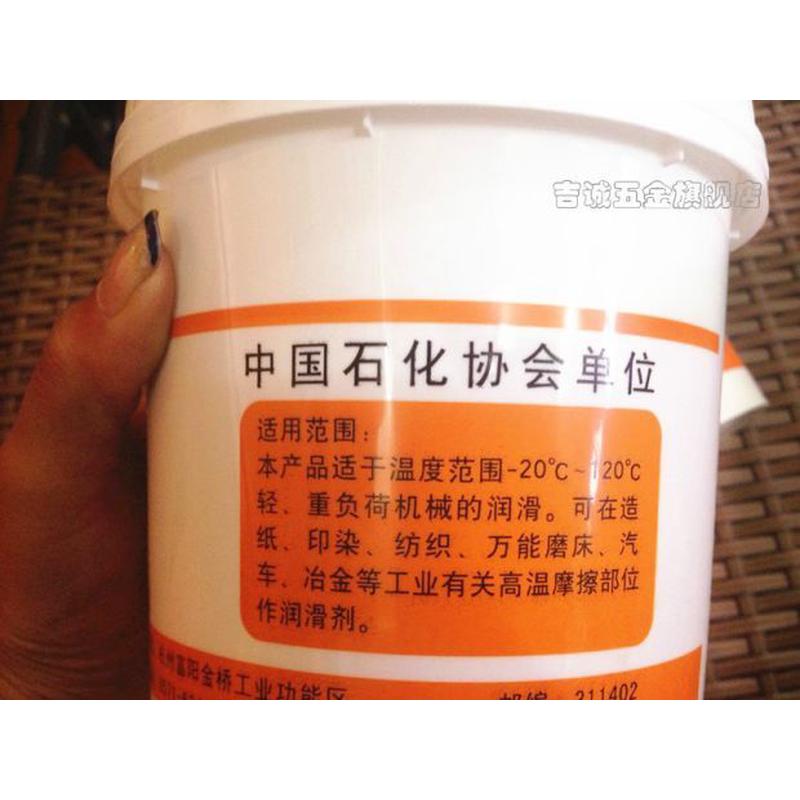 吉诚五金旗舰店
中国石化协会单位
适用范围：
本产品适于温度范围-20℃~120℃
轻、重负荷机械的润滑。可在造
纸、印染、纺织、万能磨床、汽
车、冶金等工业有关高温摩擦部位
作润滑剂。
杭州富阳金桥工业功能区
邮编：311402